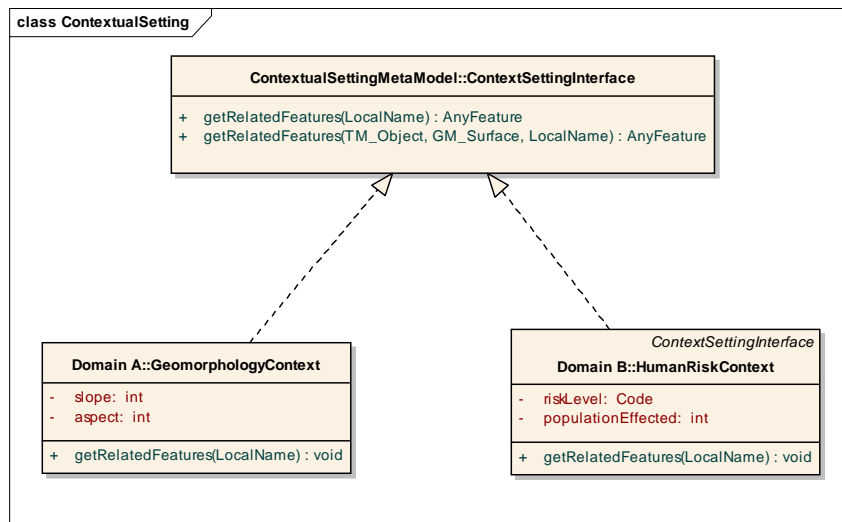 class ContextualSetting
ContextualSettingMetaModel::ContextSettingInterface
+ getRelatedFeatures(LocalName) : AnyFeature
+ getRelatedFeatures(TM_Object, GM_Surface, LocalName) : AnyFeature
Domain A::GeomorphologyContext
- slope: int
- aspect: int
+ getRelatedFeatures(LocalName) : void
ContextSettingInterface
Domain B::HumanRiskContext
- riskLevel: Code
- populationEffected: int
+ getRelatedFeatures(LocalName) : void